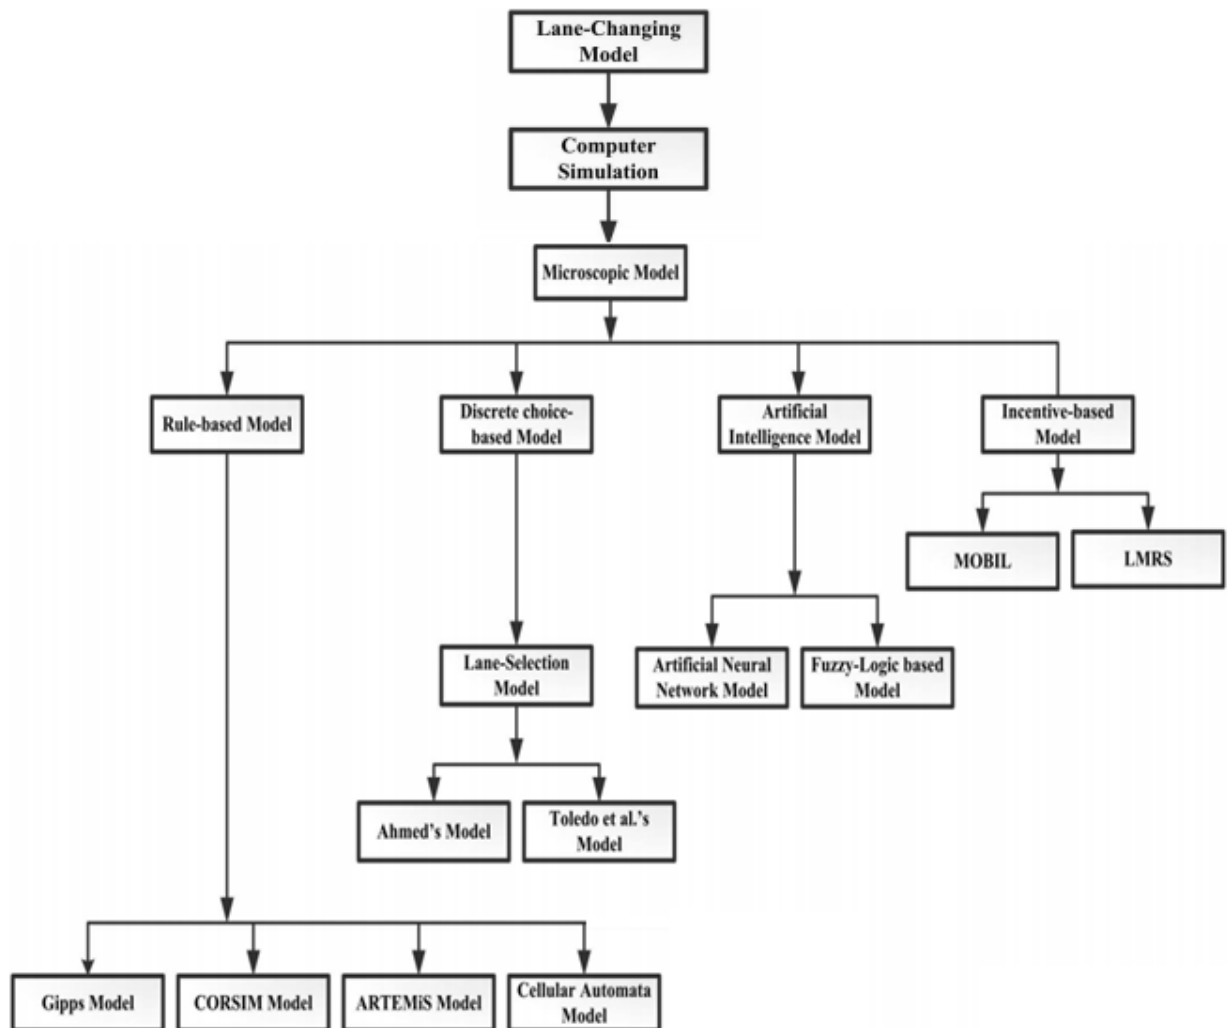 Lane-Changing
Model
Computer
Simulation
Microscopic Model
Rule-based Model
Discrete choice-
based Model
Artificial
Intelligence Model
Incentive-based
Model
MOBIL
LMRS
Lane-Selection
Model
Artificial Neural
Network Model
Fuzzy-Logic based
Model
Ahmed's Model
Toledo et al.'s
Model
Gipps Model
CORSIM Model
ARTEMiS Model
Cellular Automata
Model